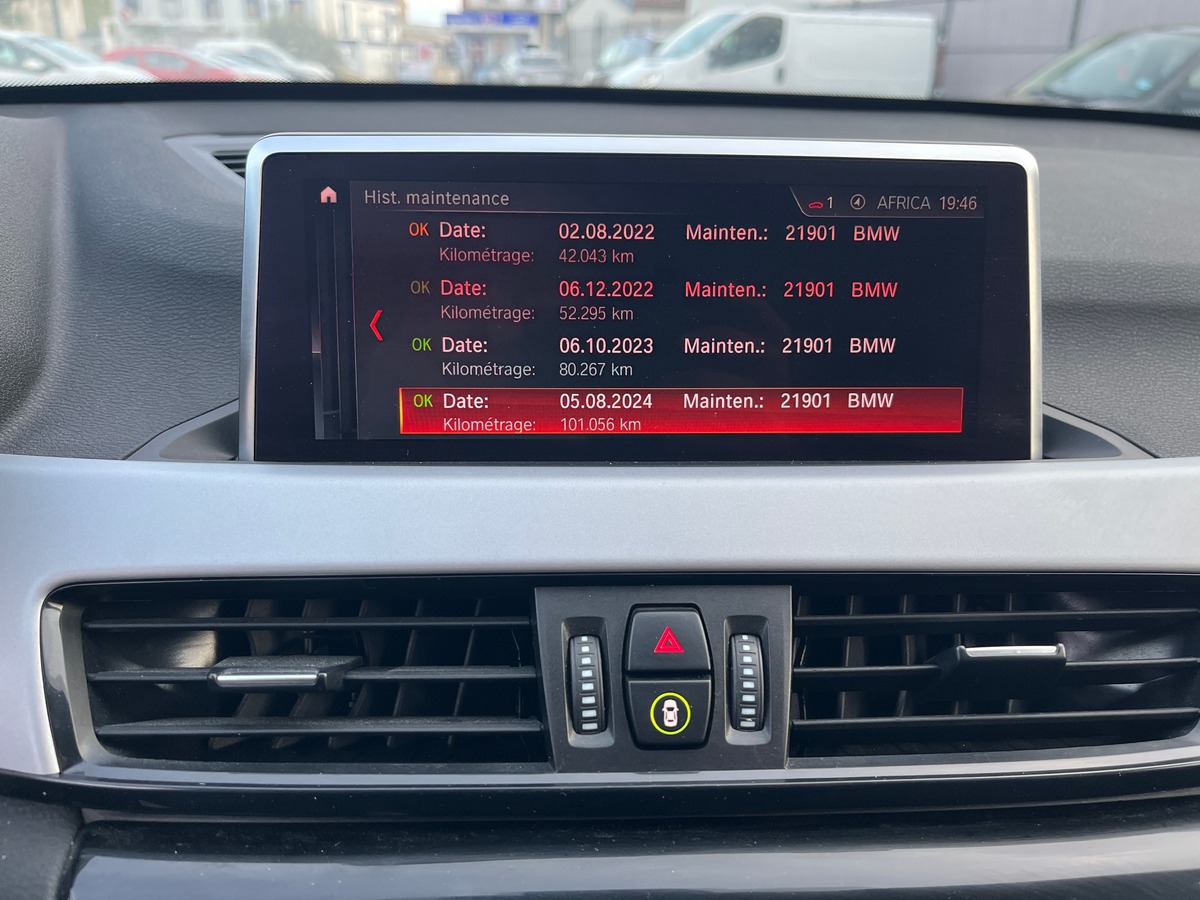 Hist. maintenance
1 AFRICA 19:46
OK Date: 02.08.2022 Mainten.: 21901 BMW
Kilométrage: 42.043 km
OK Date: 06.12.2022 Mainten.: 21901 BMW
Kilométrage: 52.295 km
OK Date: 06.10.2023 Mainten.: 21901 BMW
Kilométrage: 80.267 km
OK Date: 05.08.2024 Mainten.: 21901 BMW
Kilométrage: 101.056 km